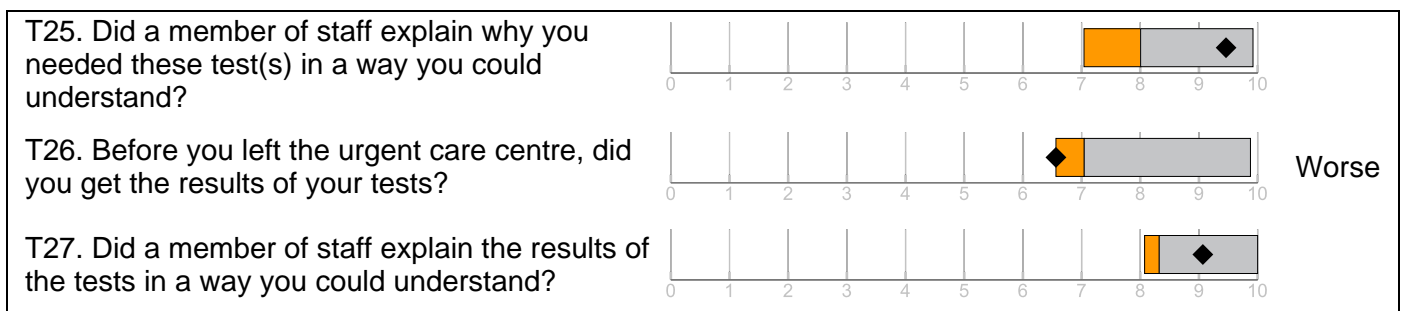 T25. Did a member of staff explain why you
needed these test(s) in a way you could
understand?
0 1 2 3 4 5 6 7 8 9 10
T26. Before you left the urgent care centre, did
you get the results of your tests?
0 1 2 3 4 5 6 7 8 9 10
Worse
T27. Did a member of staff explain the results of
the tests in a way you could understand?
0 1 2 3 4 5 6 7 8 9 10